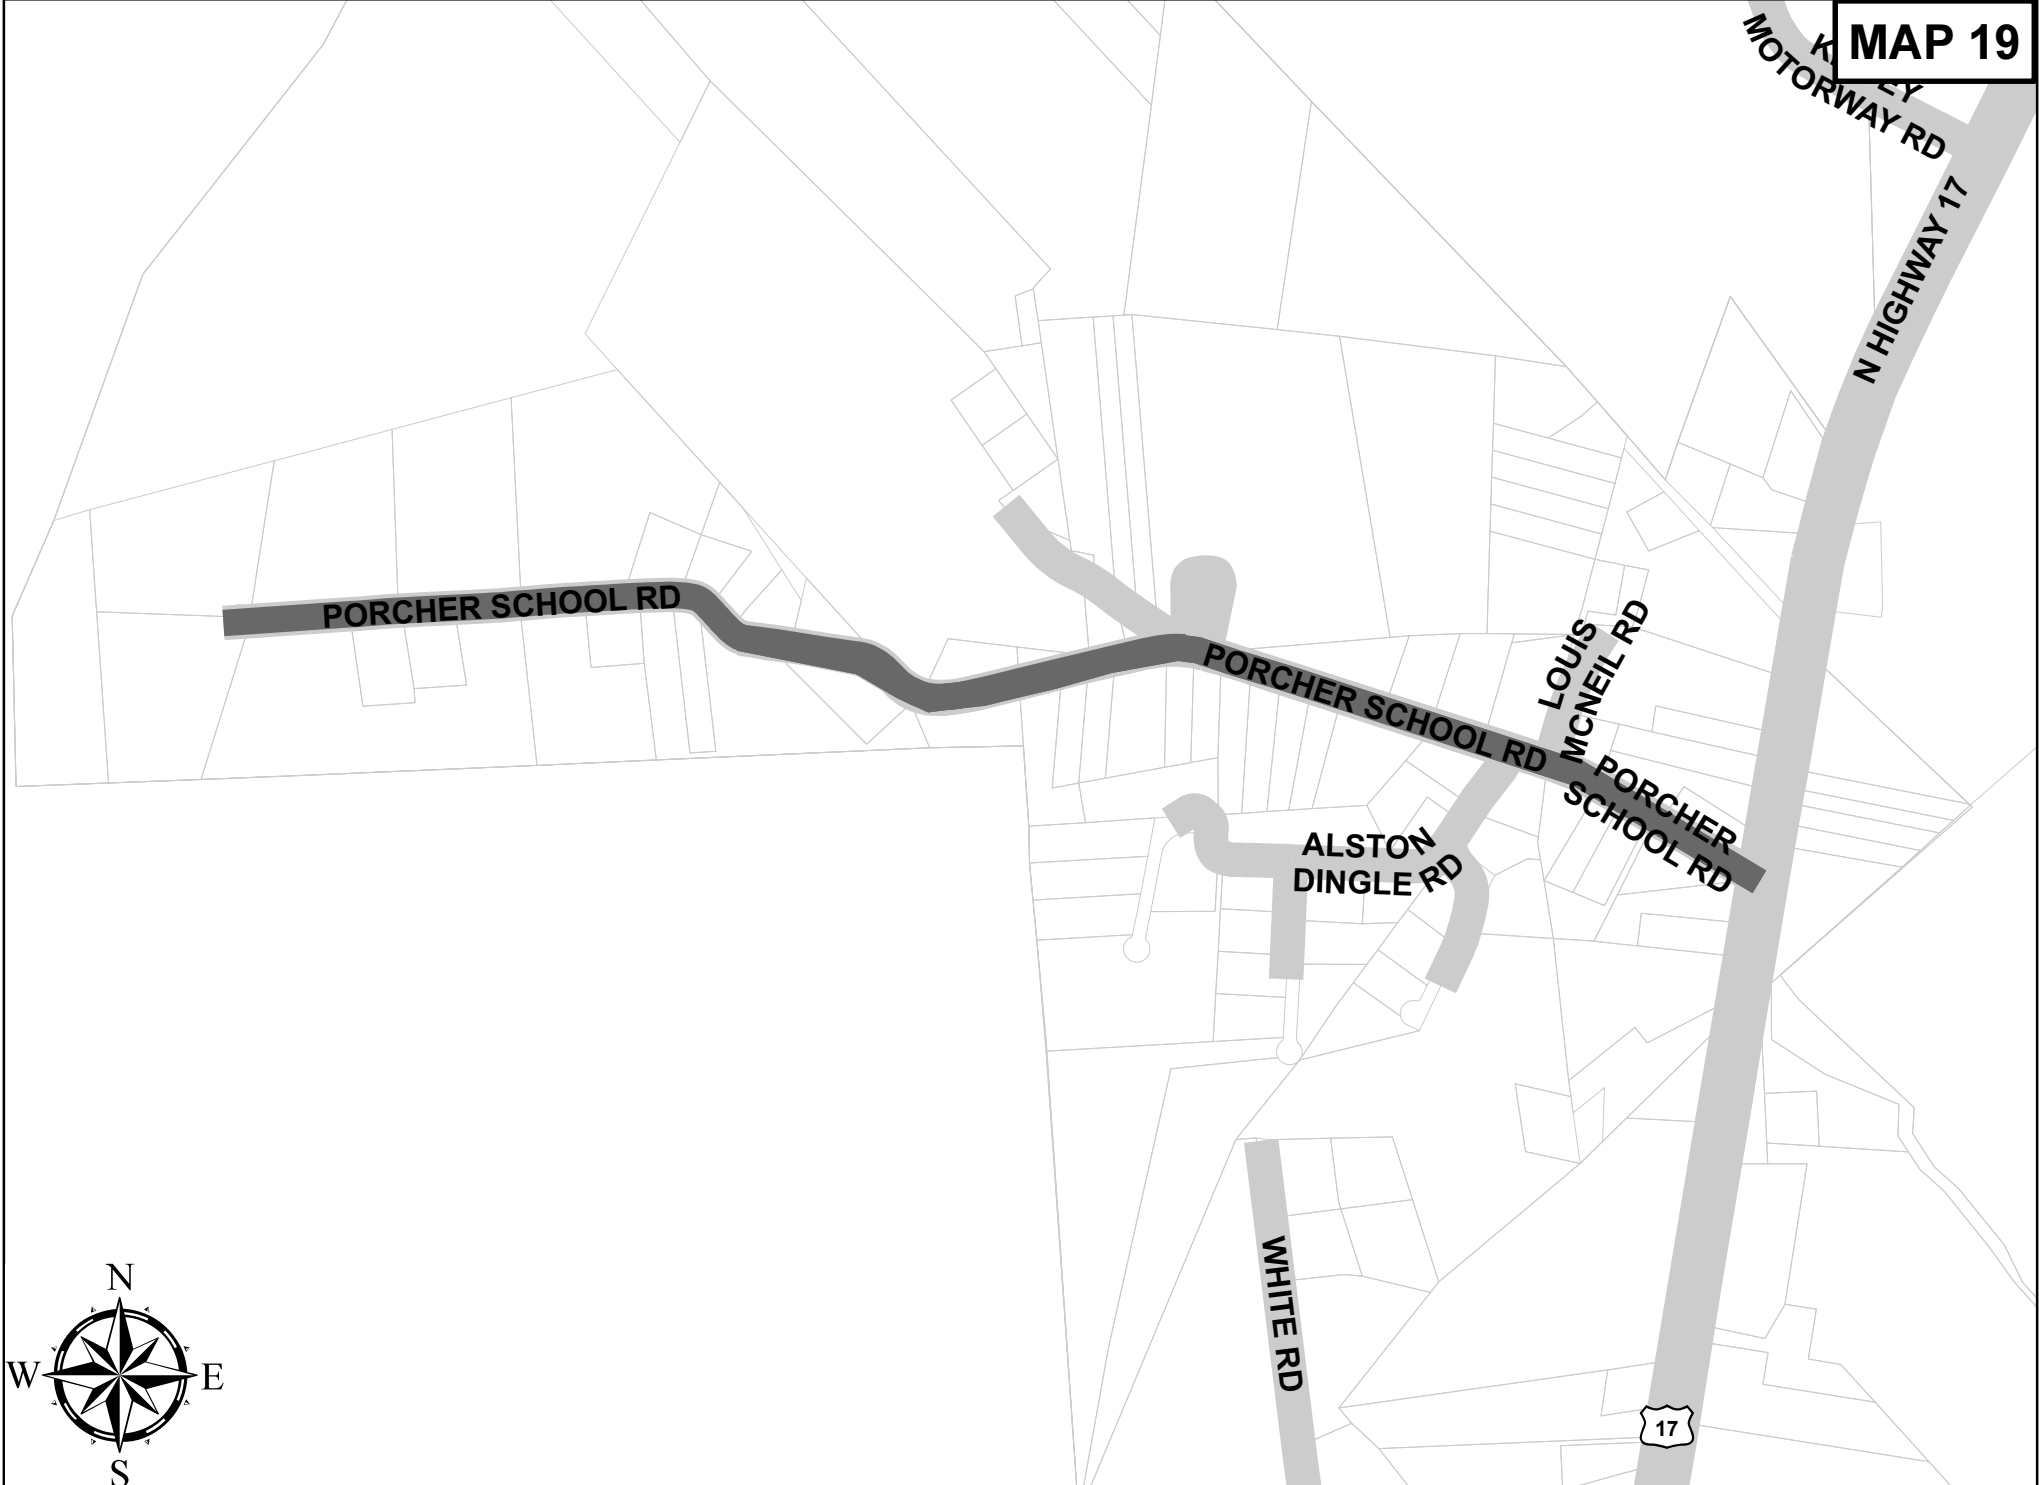 MAP 19
MOTORWAY RD
N HIGHWAY 17
PORCHER SCHOOL RD
PORCHER SCHOOL RD
LOUIS
MCNEIL RD
PORCHER
SCHOOL RD
ALSTON
DINGLE RD
WHITE RD
17
N
W
E
S